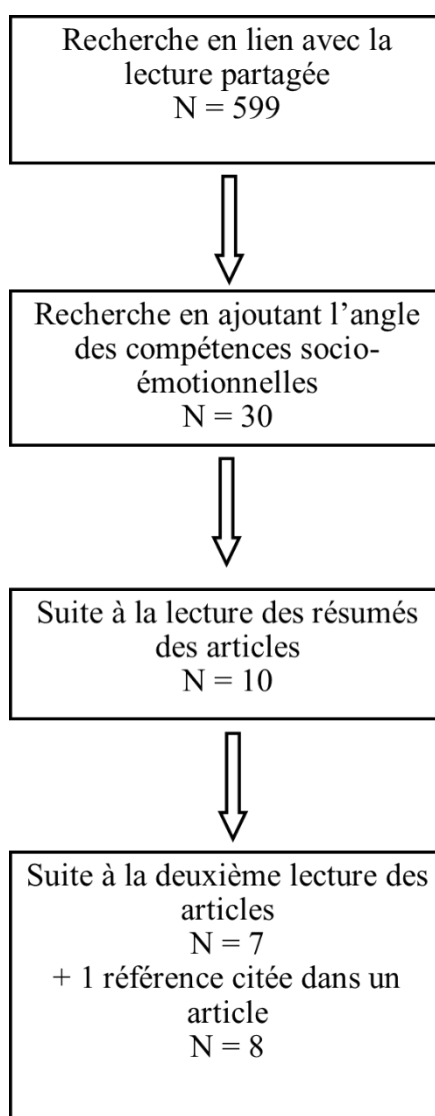 Recherche en lien avec la
lecture partagée
N = 599
Recherche en ajoutant l’angle
des compétences socio-
émotionnelles
N = 30
Suite à la lecture des résumés
des articles
N = 10
Suite à la deuxième lecture des
articles
N = 7
+ 1 référence citée dans un
article
N = 8